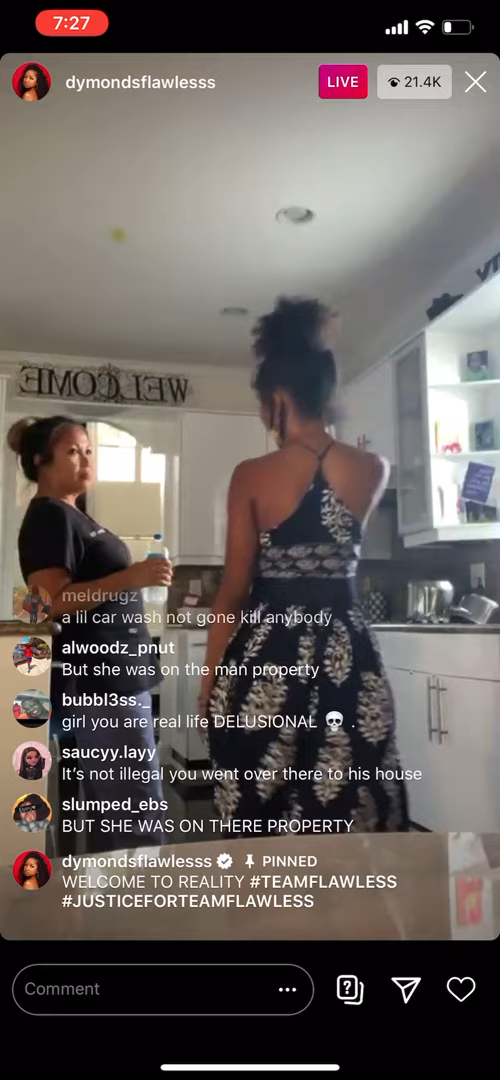 7:27
dymondsflawlesss
LIVE
21.4K
WELCOME
meldrugz
a lil car wash not gone kill anybody
alwoodz_pnut
But she was on the man property
bubbl3ss._
girl you are real life DELUSIONAL 💀 .
saucyy.layy
It's not illegal you went over there to his house
slumped_ebs
BUT SHE WAS ON THERE PROPERTY
dymondsflawlesss PINNED
WELCOME TO REALITY #TEAMFLAWLESS
#JUSTICEFORTEAMFLAWLESS
Comment